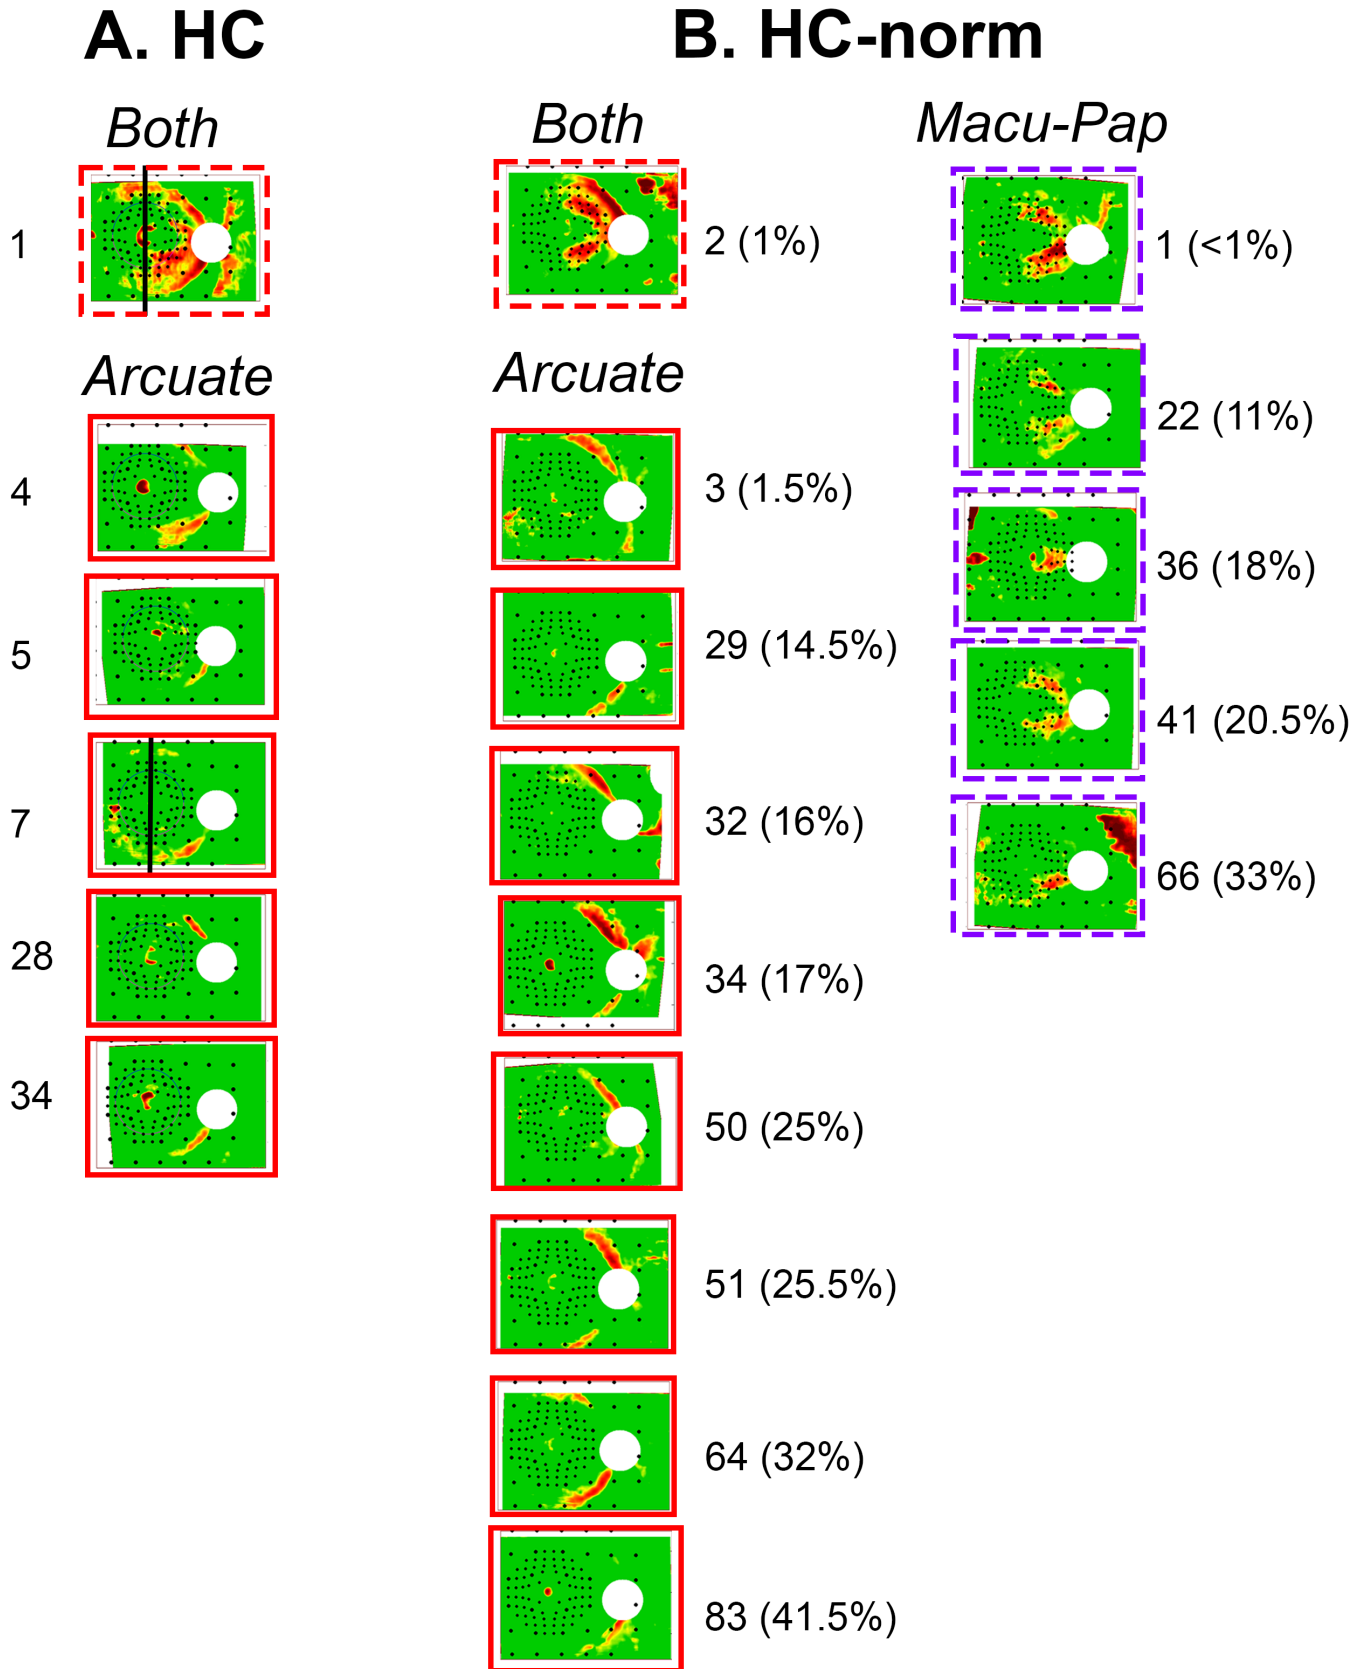 A. HC
Both
1
Arcuate
4
5
7
28
34
B. HC-norm
Both
2 (1%)
Arcuate
3 (1.5%)
29 (14.5%)
32 (16%)
34 (17%)
50 (25%)
51 (25.5%)
64 (32%)
83 (41.5%)
Macu-Pap
1 (<1%)
22 (11%)
36 (18%)
41 (20.5%)
66 (33%)